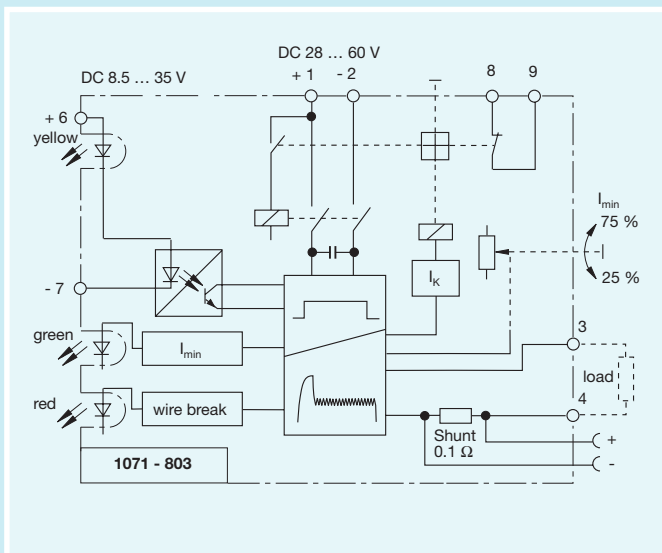 DC 28 ... 60 V
DC 8.5 ... 35 V
+ 1
- 2
8
9
+ 6
yellow
I min
75 %
25 %
I K
- 7
green
I min
3
load
red
wire break
4
Shunt
0.1 Ω
+
-
1071 - 803